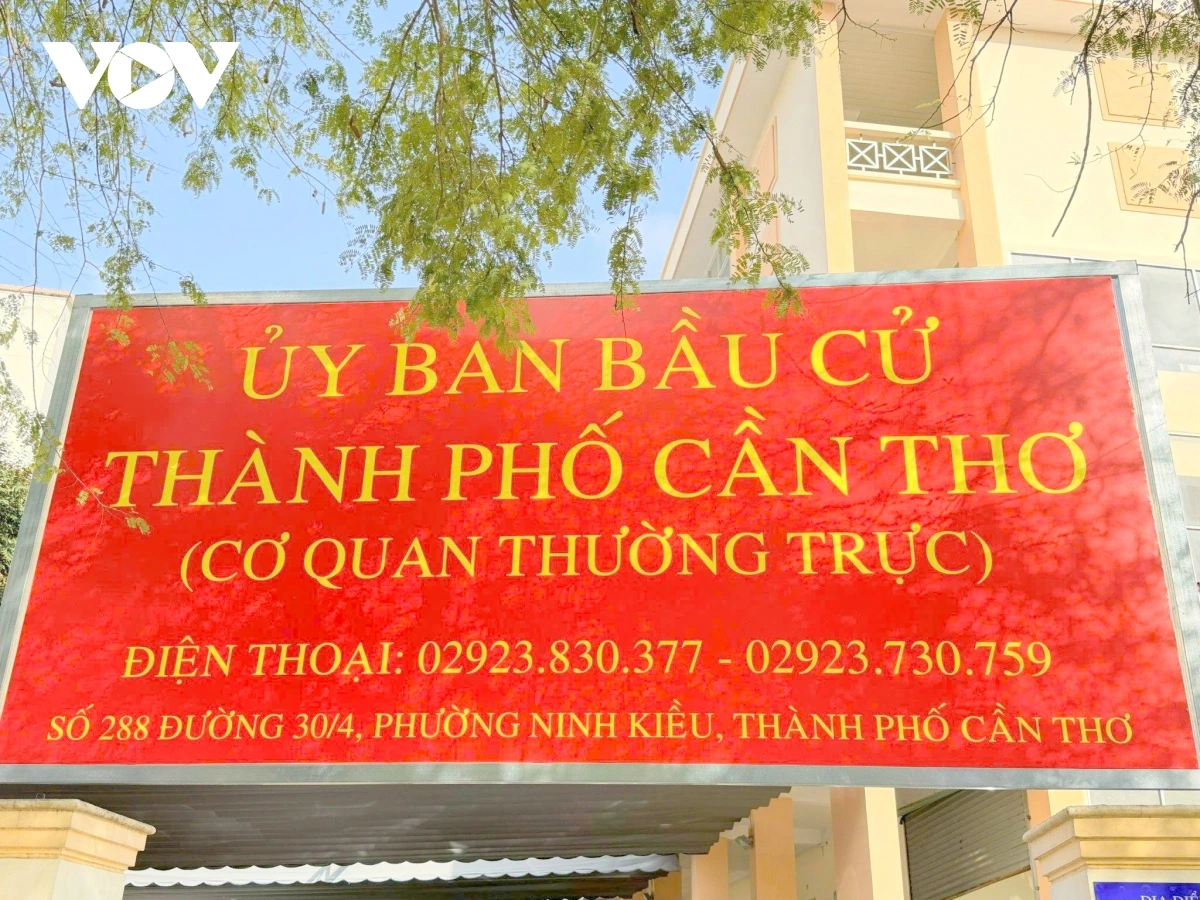 VOV
ỦY BAN BẦU CỬ
THÀNH PHỐ CẦN THƠ
(CƠ QUAN THƯỜNG TRỰC)
ĐIỆN THOẠI: 02923.830.377 - 02923.730.759
SỐ 288 ĐƯỜNG 30/4, PHƯỜNG NINH KIỀU, THÀNH PHỐ CẦN THƠ